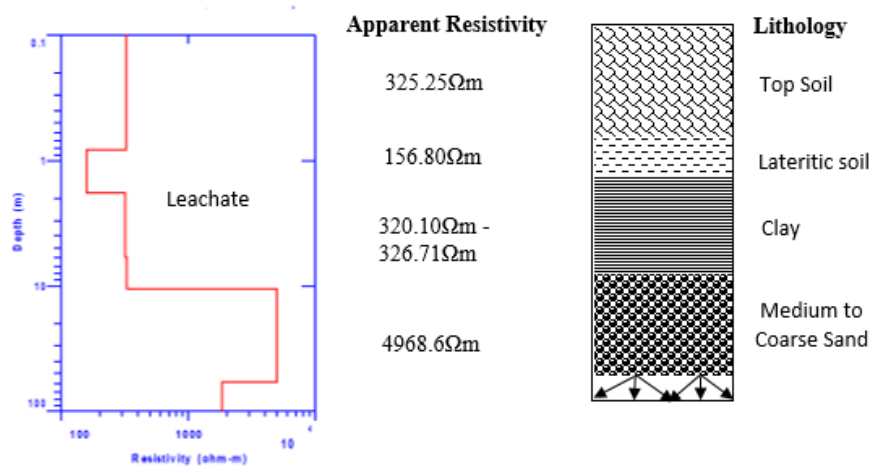 Apparent Resistivity
Lithology
0.1
1
10
100
Depth (m)
Leachate
100
1000
10 4
Resistivity (ohm-m)
325.25Ωm
156.80Ωm
320.10Ωm -
326.71Ωm
4968.6Ωm
Top Soil
Lateritic soil
Clay
Medium to
Coarse Sand